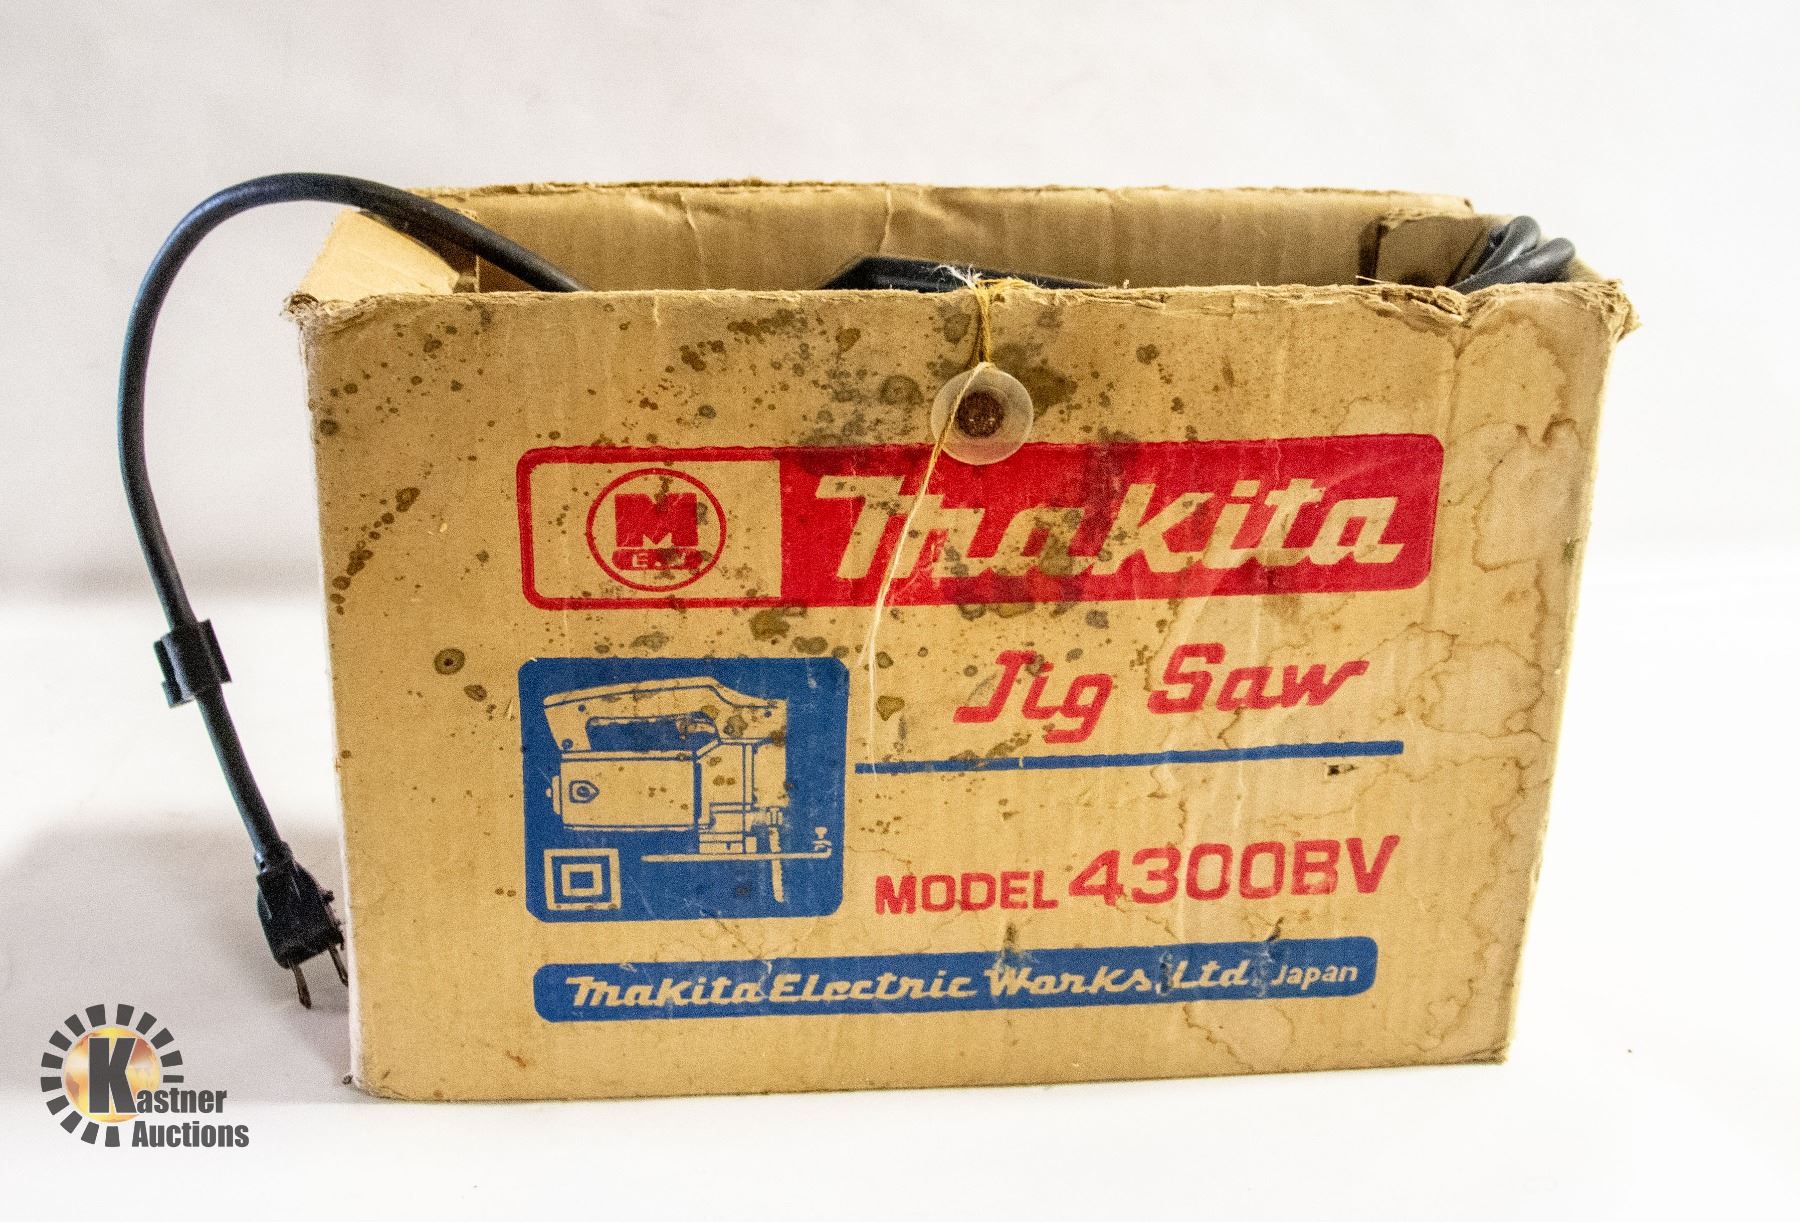 M
E.W
Makita
Jig Saw
MODEL 4300BV
Makita Electric Works, Ltd. Japan
Kastner
Auctions